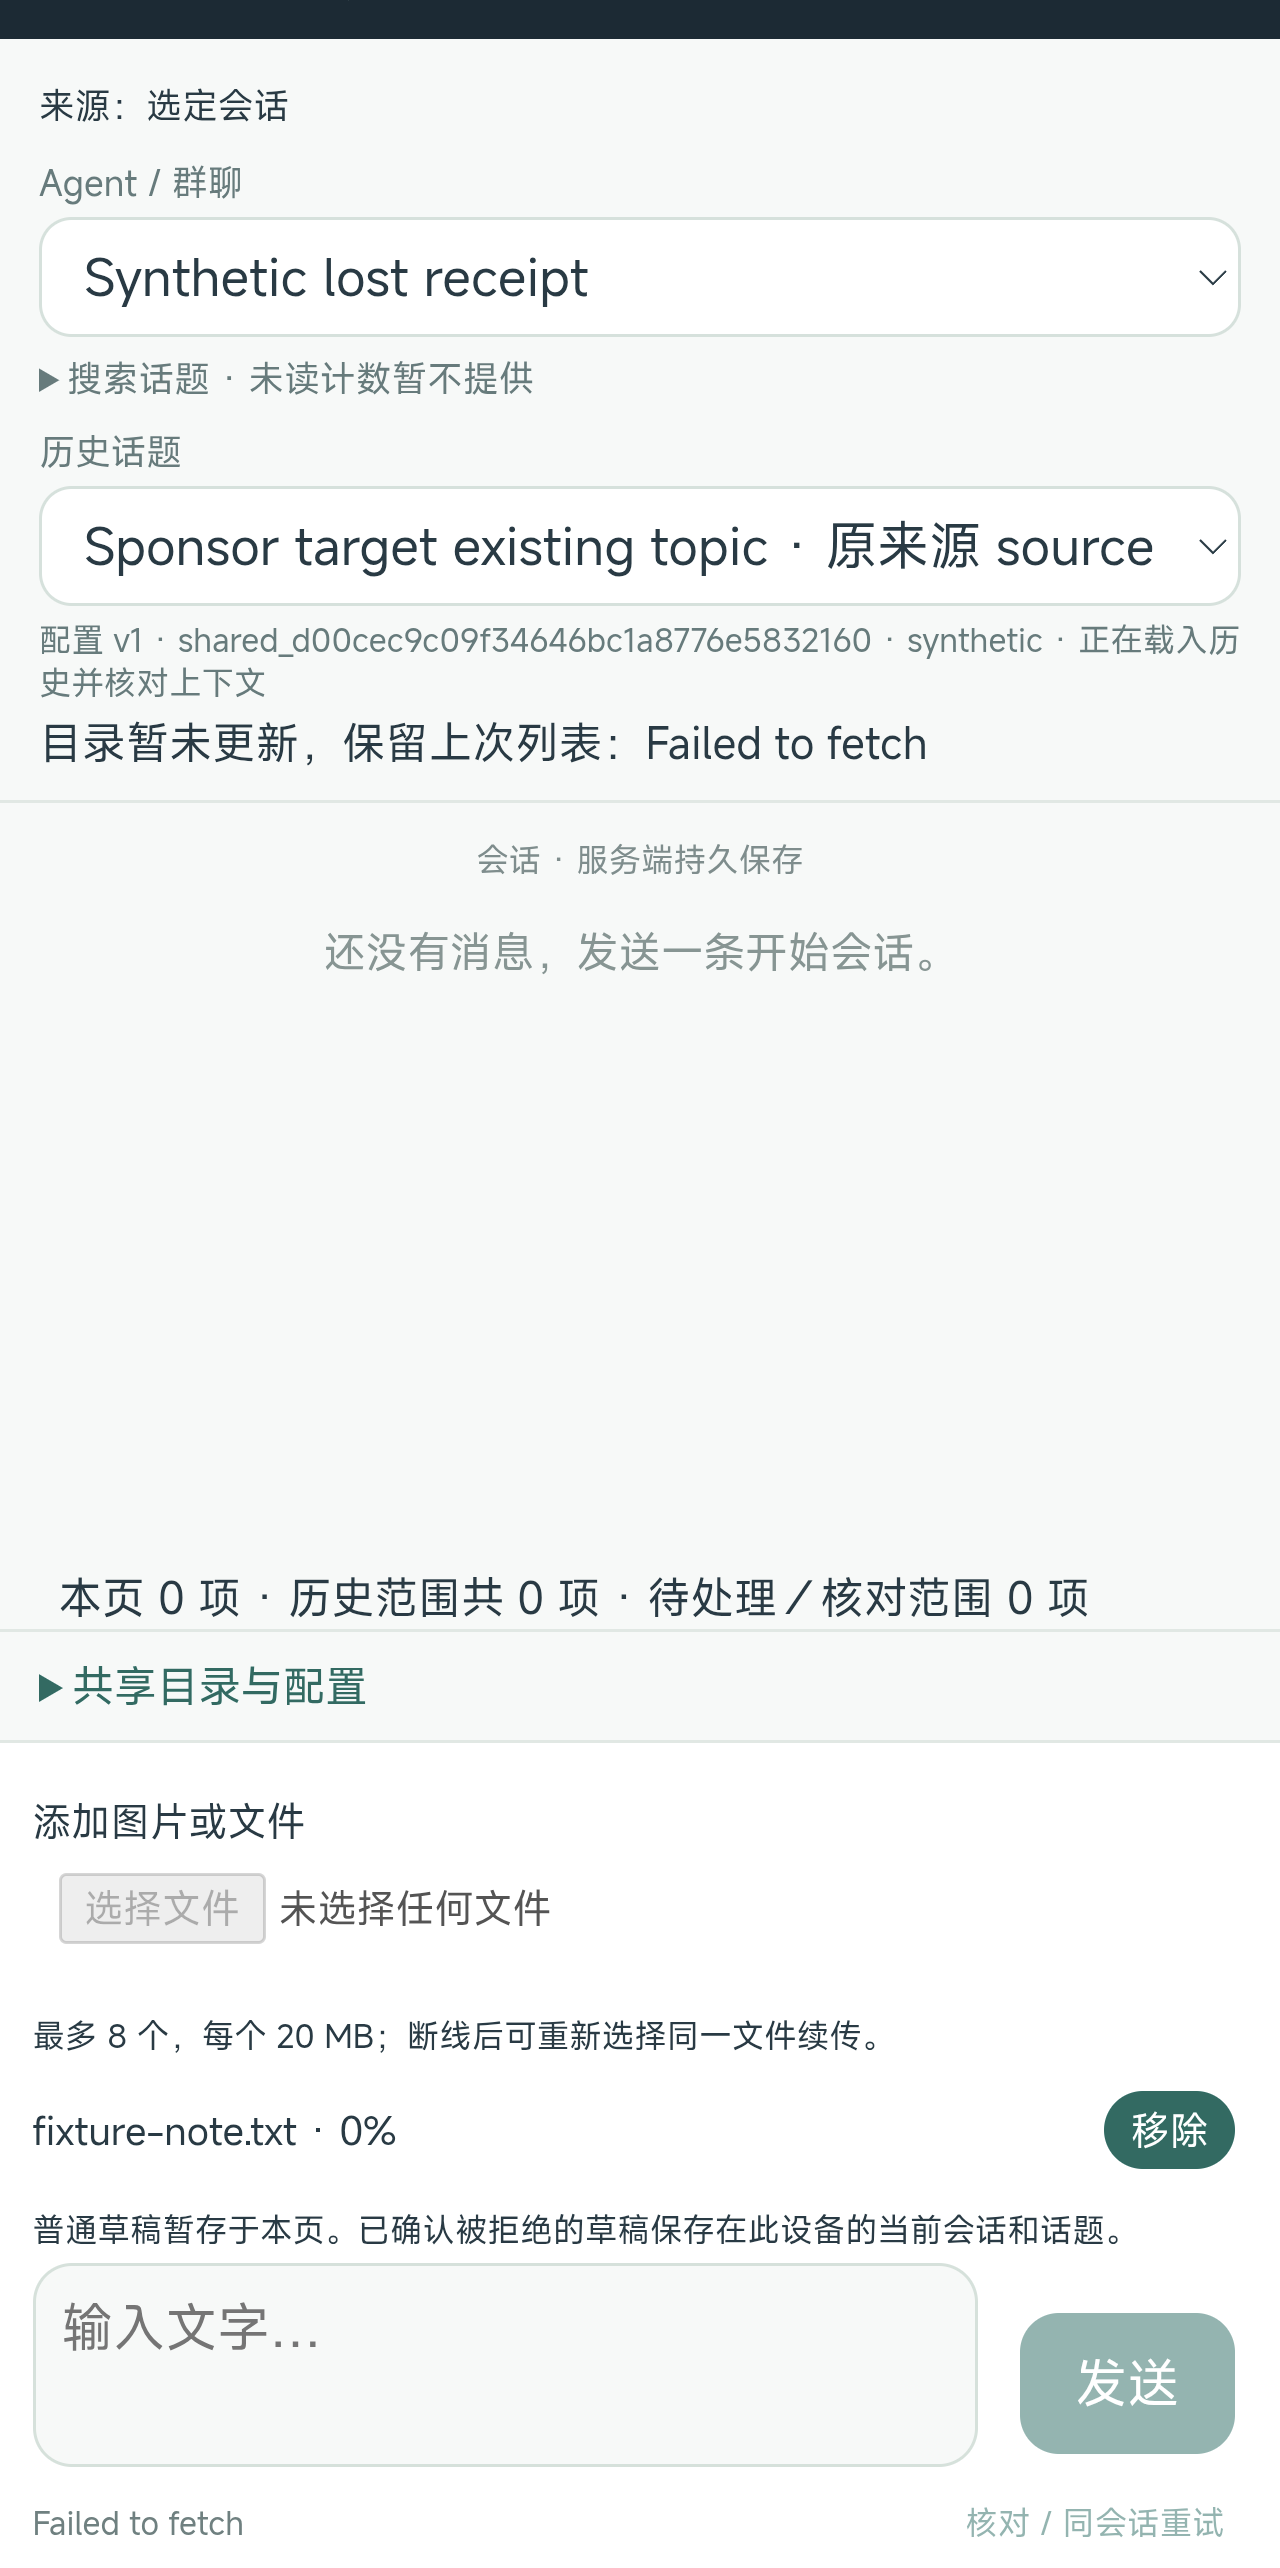 来源：选定会话
Agent / 群聊
Synthetic lost receipt
▶ 搜索话题 · 未读计数暂不提供
历史话题
Sponsor target existing topic · 原来源 source
配置 v1 · shared_d00cec9c09f34646bc1a8776e5832160 · synthetic · 正在载入历
史并核对上下文
目录暂未更新，保留上次列表：Failed to fetch
会话 · 服务端持久保存
还没有消息，发送一条开始会话。
本页 0 项 · 历史范围共 0 项 · 待处理／核对范围 0 项
▶ 共享目录与配置
添加图片或文件
选择文件 未选择任何文件
最多 8 个，每个 20 MB；断线后可重新选择同一文件续传。
fixture-note.txt · 0% 移除
普通草稿暂存于本页。已确认被拒绝的草稿保存在此设备的当前会话和话题。
输入文字...
发送
Failed to fetch 核对 / 同会话重试